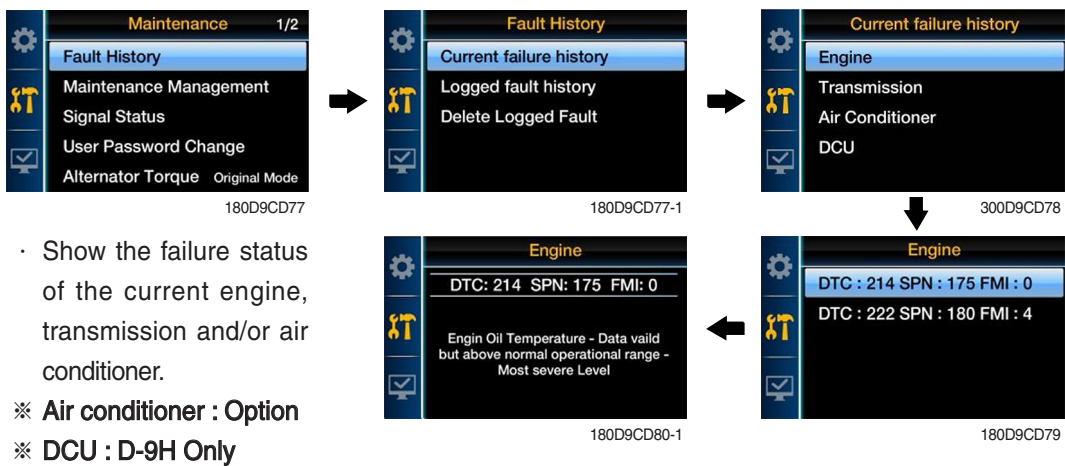 Maintenance 1/2
Fault History
Maintenance Management
Signal Status
User Password Change
Alternator Torque Original Mode
180D9CD77
Fault History
Current failure history
Logged fault history
Delete Logged Fault
180D9CD77-1
Current failure history
Engine
Transmission
Air Conditioner
DCU
300D9CD78
· Show the failure status
of the current engine,
transmission and/or air
conditioner.
※ Air conditioner : Option
※ DCU : D-9H Only
Engine
DTC : 214 SPN : 175 FMI : 0
DTC : 222 SPN : 180 FMI : 4
180D9CD79
Engine
DTC: 214 SPN: 175 FMI: 0
Engin Oil Temperature - Data vaild
but above normal operational range -
Most severe Level
180D9CD80-1